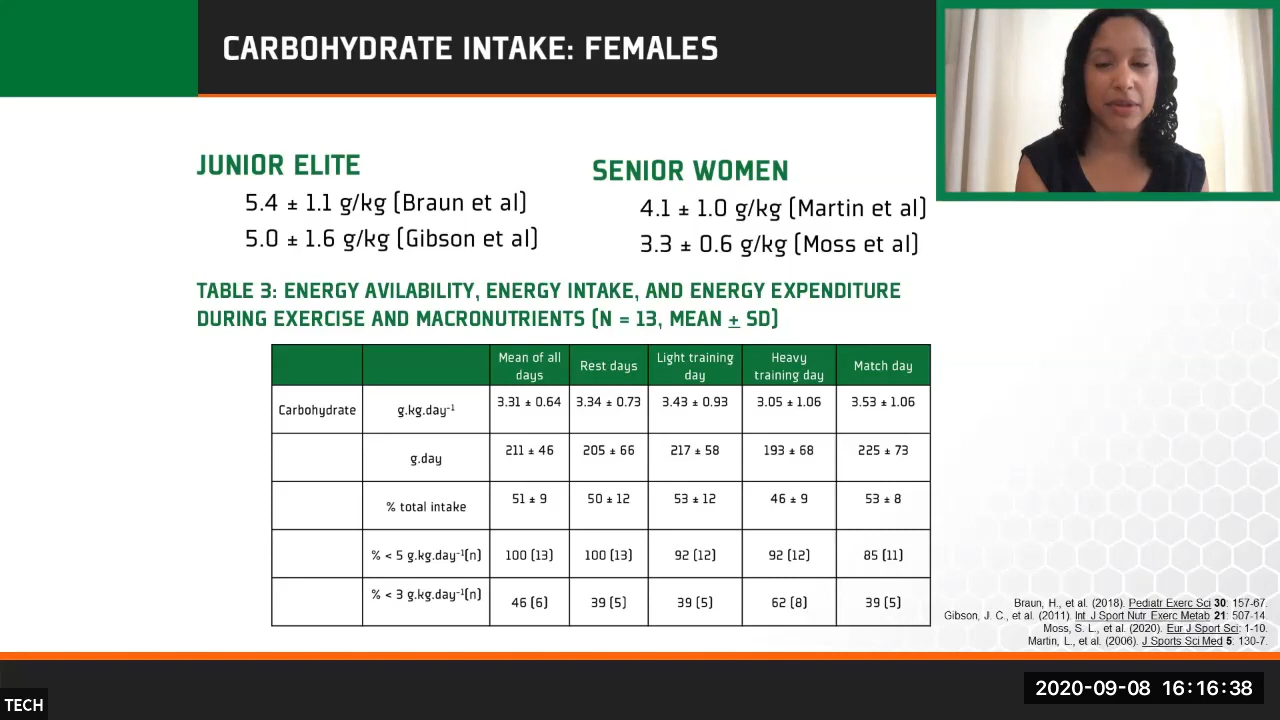 CARBOHYDRATE INTAKE: FEMALES
JUNIOR ELITE
5.4 ± 1.1 g/kg (Braun et al)
5.0 ± 1.6 g/kg (Gibson et al)
SENIOR WOMEN
4.1 ± 1.0 g/kg (Martin et al)
3.3 ± 0.6 g/kg (Moss et al)
TABLE 3: ENERGY AVILABILITY, ENERGY INTAKE, AND ENERGY EXPENDITURE
DURING EXERCISE AND MACRONUTRIENTS (N = 13, MEAN ± SD)
Mean of all days Rest days Light training day Heavy training day Match day
Carbohydrate g.kg.day⁻¹ 3.31 ± 0.64 3.34 ± 0.73 3.43 ± 0.93 3.05 ± 1.06 3.53 ± 1.06
g.day 211 ± 46 205 ± 66 217 ± 58 193 ± 68 225 ± 73
% total intake 51 ± 9 50 ± 12 53 ± 12 46 ± 9 53 ± 8
% < 5 g.kg.day⁻¹(n) 100 (13) 100 (13) 92 (12) 92 (12) 85 (11)
% < 3 g.kg.day⁻¹(n) 46 (6) 39 (5) 39 (5) 62 (8) 39 (5)
Braun, H., et al. (2018). Pediatr Exerc Sci 30: 157-67.
Gibson, J. C., et al. (2011). Int J Sport Nutr Exerc Metab 21: 507-14.
Moss, S. L., et al. (2020). Eur J Sport Sci: 1-10.
Martin, L., et al. (2006). J Sports Sci Med 5: 130-7.
TECH
2020-09-08 16:16:38